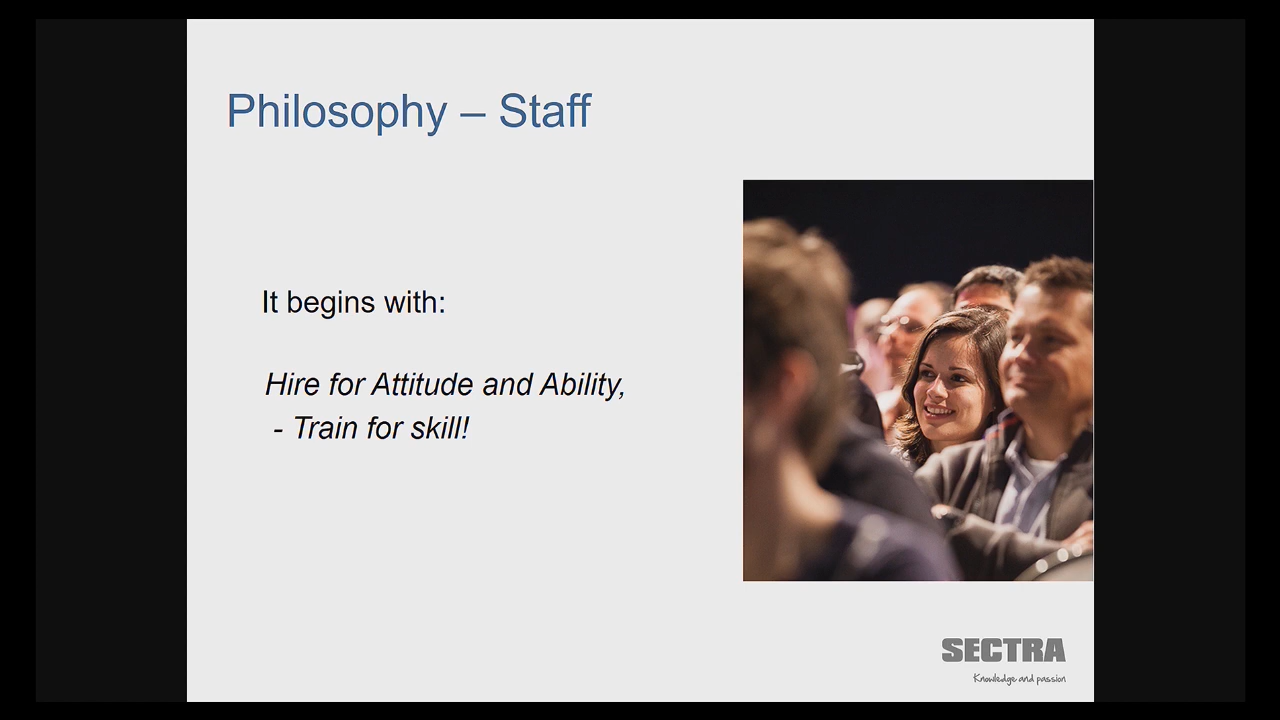 Philosophy – Staff
It begins with:
Hire for Attitude and Ability,
- Train for skill!
SECTRA
Knowledge and passion